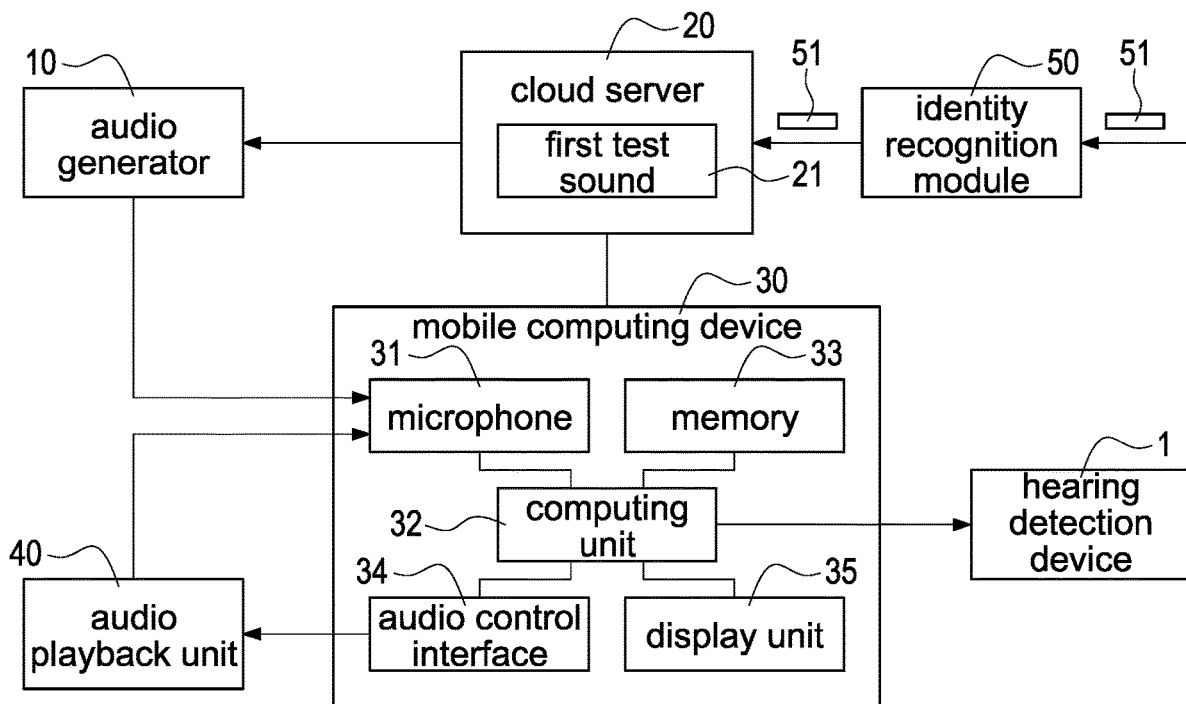 20
10
51
50
51
audio
generator
cloud server
first test
sound
21
identity
recognition
module
30
mobile computing device
31
33
microphone
memory
1
32
computing
unit
hearing
detection
device
40
34
35
audio
playback unit
audio control
interface
display unit